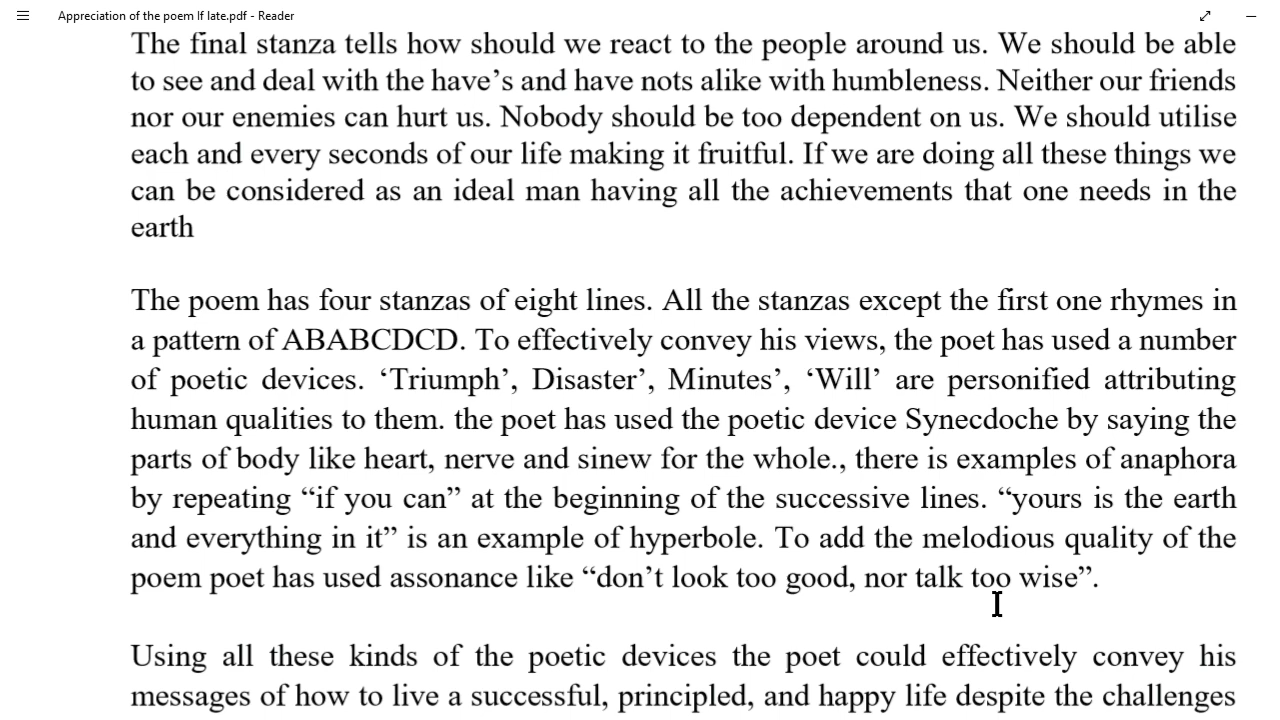 Appreciation of the poem If late.pdf - Reader
The final stanza tells how should we react to the people around us. We should be able
to see and deal with the have’s and have nots alike with humbleness. Neither our friends
nor our enemies can hurt us. Nobody should be too dependent on us. We should utilise
each and every seconds of our life making it fruitful. If we are doing all these things we
can be considered as an ideal man having all the achievements that one needs in the
earth
The poem has four stanzas of eight lines. All the stanzas except the first one rhymes in
a pattern of ABABCDCD. To effectively convey his views, the poet has used a number
of poetic devices. ‘Triumph’, Disaster’, Minutes’, ‘Will’ are personified attributing
human qualities to them. the poet has used the poetic device Synecdoche by saying the
parts of body like heart, nerve and sinew for the whole., there is examples of anaphora
by repeating “if you can” at the beginning of the successive lines. “yours is the earth
and everything in it” is an example of hyperbole. To add the melodious quality of the
poem poet has used assonance like “don’t look too good, nor talk too wise”.
Using all these kinds of the poetic devices the poet could effectively convey his
messages of how to live a successful, principled, and happy life despite the challenges